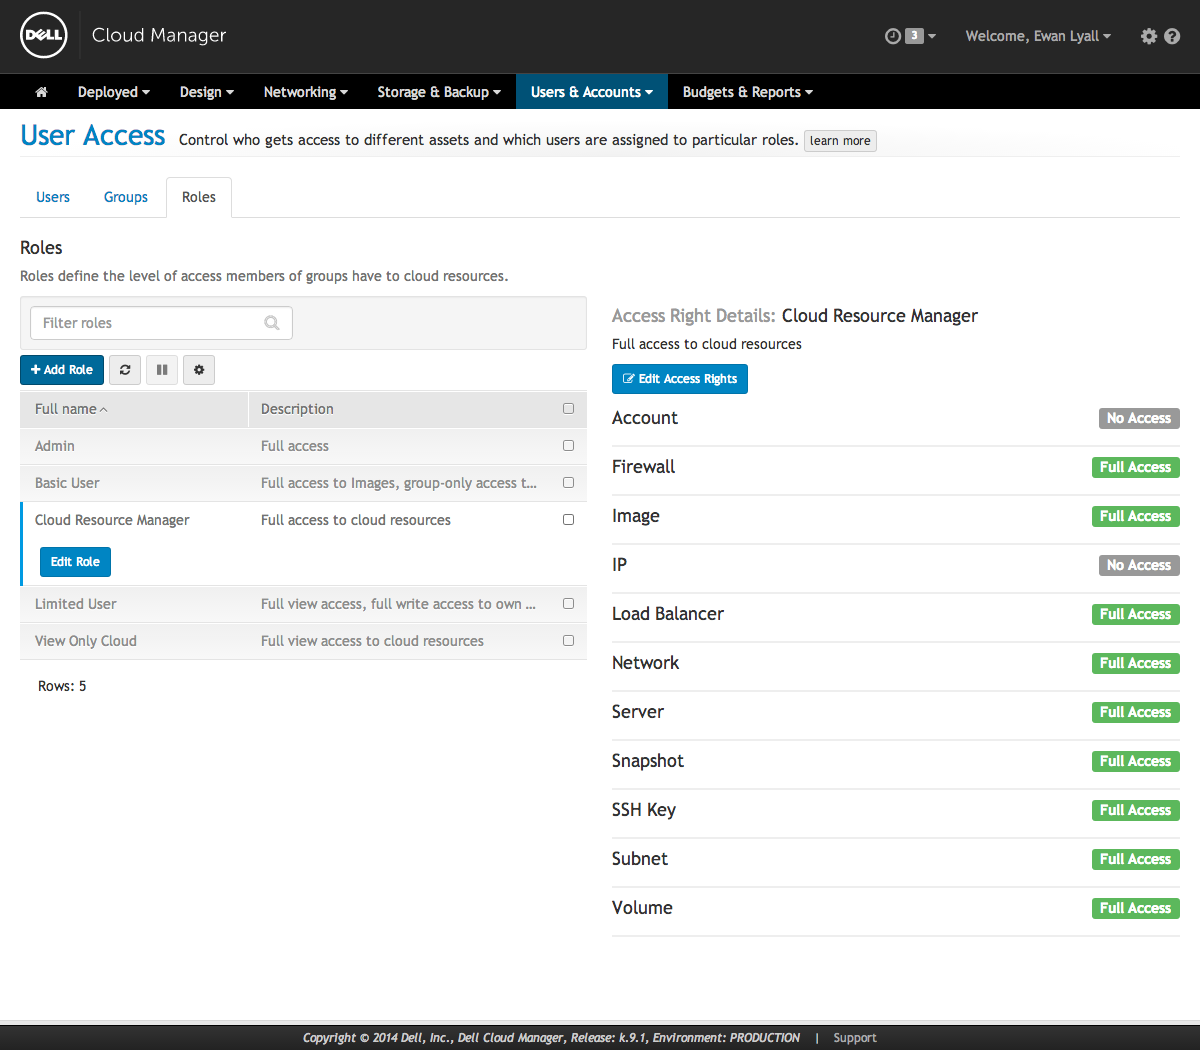 DELL Cloud Manager 3 Welcome, Ewan Lyall
Deployed Design Networking Storage & Backup Users & Accounts Budgets & Reports
User Access Control who gets access to different assets and which users are assigned to particular roles. learn more
Users Groups Roles
Roles
Roles define the level of access members of groups have to cloud resources.
Filter roles
+ Add Role
Full name Description
Admin Full access
Basic User Full access to Images, group-only access t...
Cloud Resource Manager Full access to cloud resources
Edit Role
Limited User Full view access, full write access to own ...
View Only Cloud Full view access to cloud resources
Rows: 5
Access Right Details: Cloud Resource Manager
Full access to cloud resources
Edit Access Rights
Account No Access
Firewall Full Access
Image Full Access
IP No Access
Load Balancer Full Access
Network Full Access
Server Full Access
Snapshot Full Access
SSH Key Full Access
Subnet Full Access
Volume Full Access
Copyright © 2014 Dell, Inc., Dell Cloud Manager, Release: k.9.1, Environment: PRODUCTION | Support